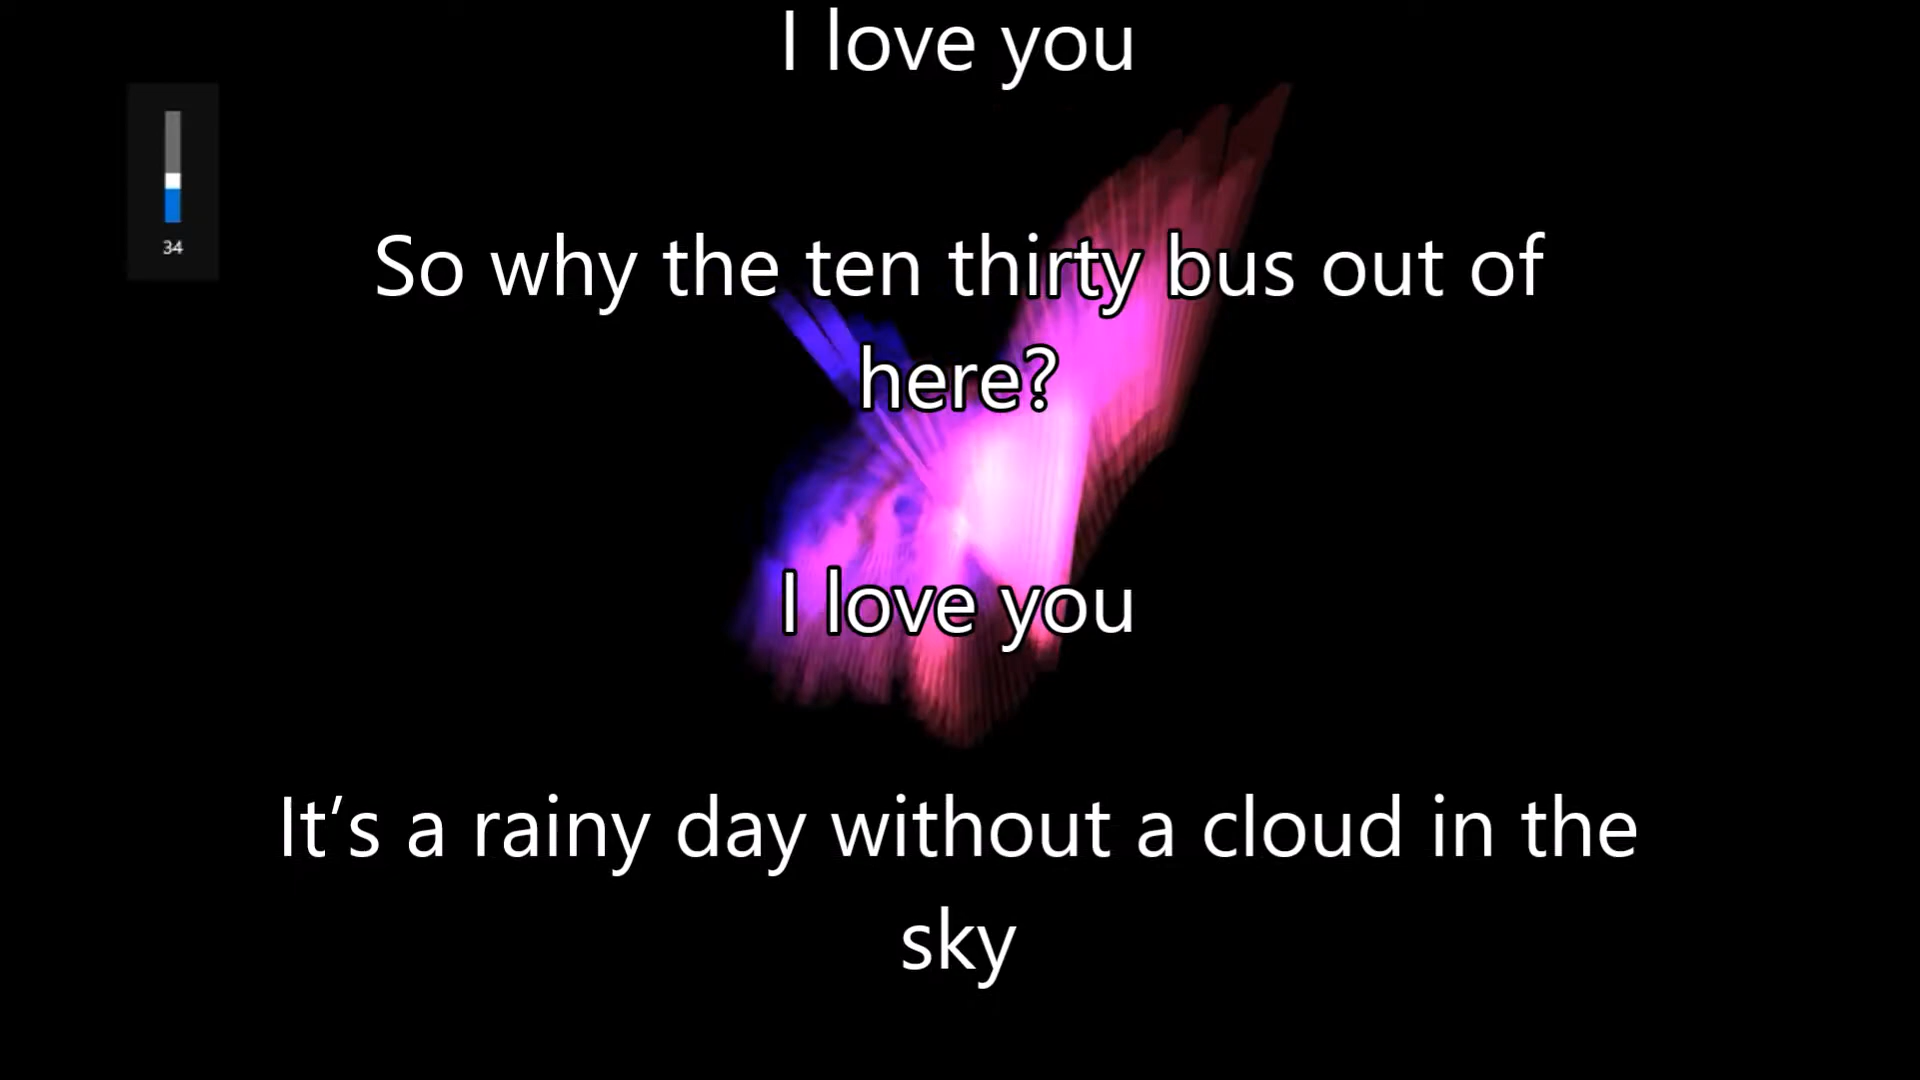 I love you
34
So why the ten thirty bus out of
here?
I love you
It's a rainy day without a cloud in the
sky